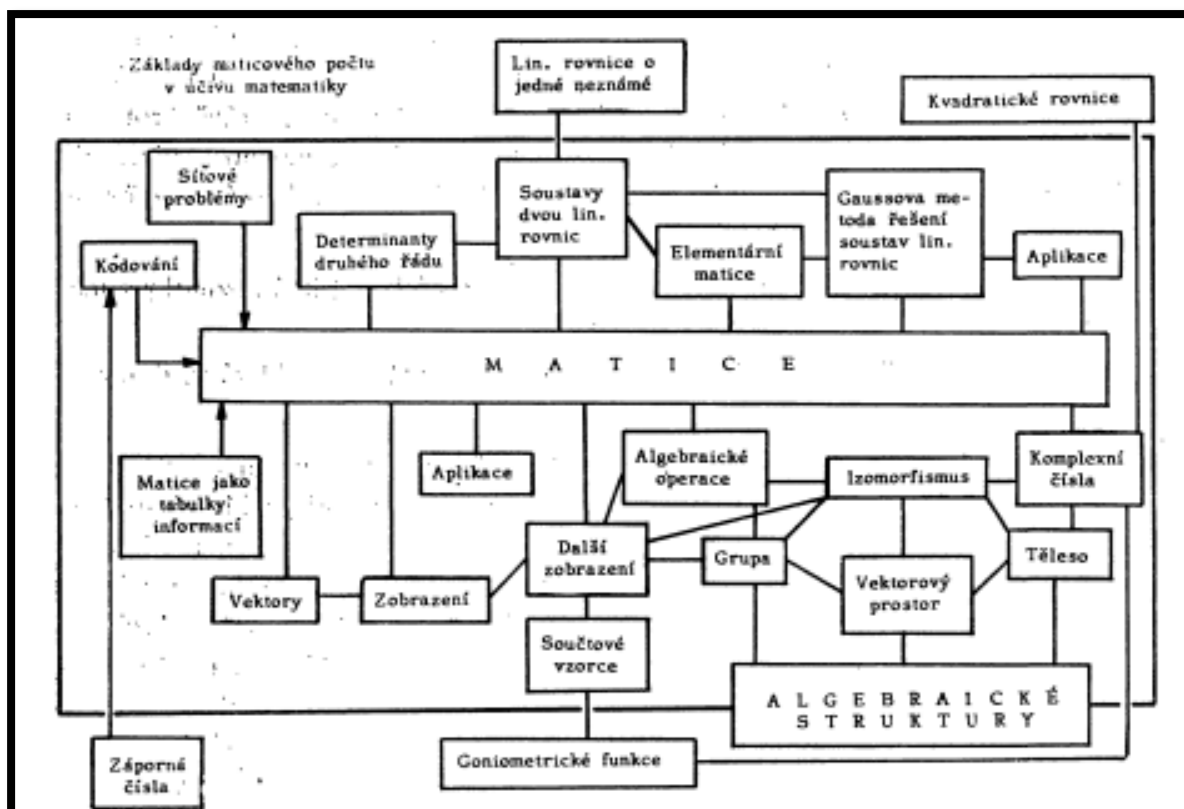 Základy maticového počtu
v účivu matematiky
Lin. rovnice o
jedné neznámé
Kvadratické rovnice
Síťové
problémy
Soustavy
dvou lin.
rovnic
Gaussova me-
toda řešení
soustav lin.
rovnic
Determinanty
druhého řádu
Elementární
matice
Aplikace
Kódování
M A T I C E
Matice jako
tabulky
informací
Aplikace
Algebraické
operace
Izomorfismus
Komplexní
čísla
Další
zobrazení
Grupa
Těleso
Vektory
Zobrazení
Vektorový
prostor
Součtové
vzorce
A L G E B R A I C K É
S T R U K T U R Y
Záporná
čísla
Goniometrické funkce